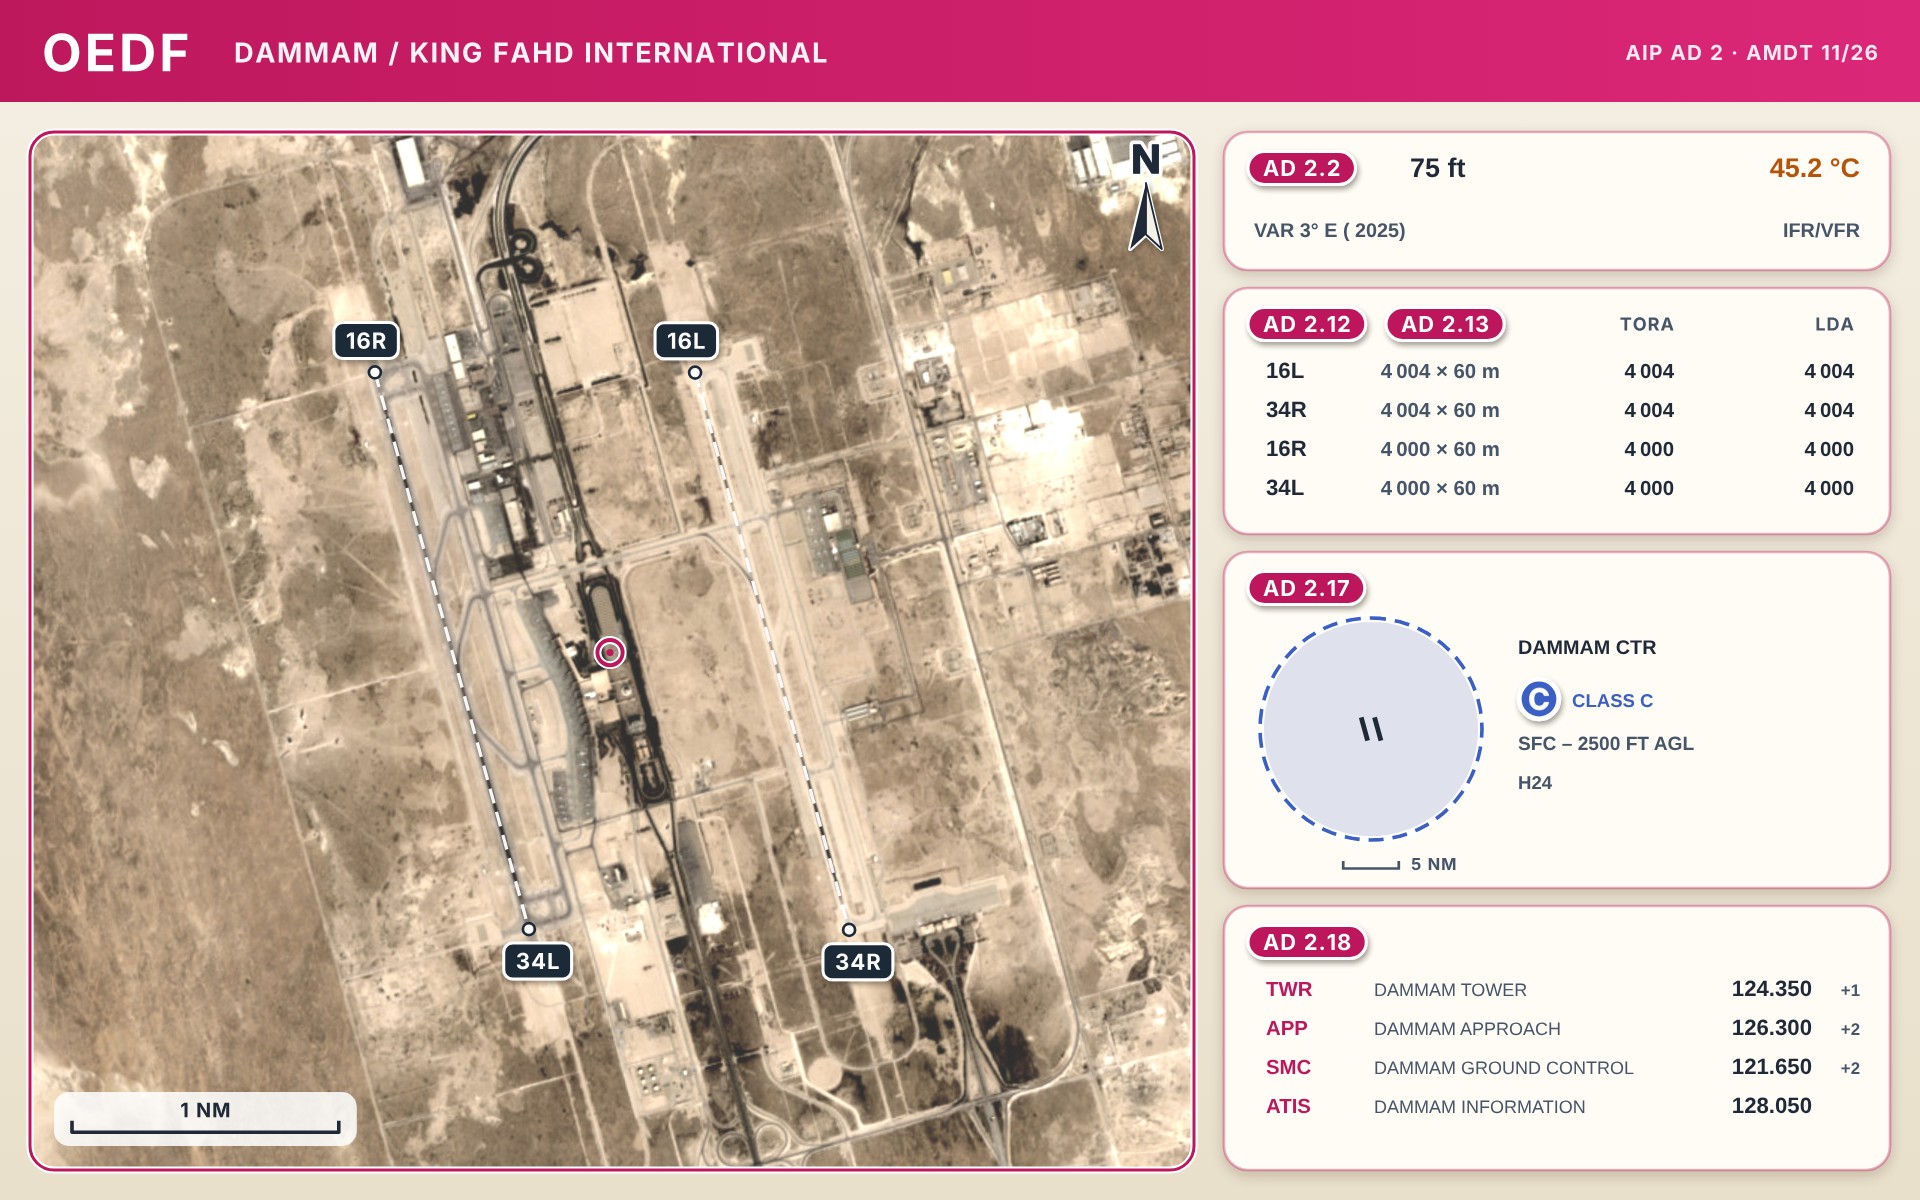 OEDF DAMMAM / KING FAHD INTERNATIONAL AIP AD 2 · AMDT 11/26
N
16R
16L
34L
34R
1 NM
AD 2.2 75 ft 45.2 °C
VAR 3° E ( 2025) IFR/VFR
AD 2.12 AD 2.13 TORA LDA
16L 4 004 × 60 m 4 004 4 004
34R 4 004 × 60 m 4 004 4 004
16R 4 000 × 60 m 4 000 4 000
34L 4 000 × 60 m 4 000 4 000
AD 2.17
DAMMAM CTR
C CLASS C
SFC – 2500 FT AGL
H24
5 NM
AD 2.18
TWR DAMMAM TOWER 124.350 +1
APP DAMMAM APPROACH 126.300 +2
SMC DAMMAM GROUND CONTROL 121.650 +2
ATIS DAMMAM INFORMATION 128.050